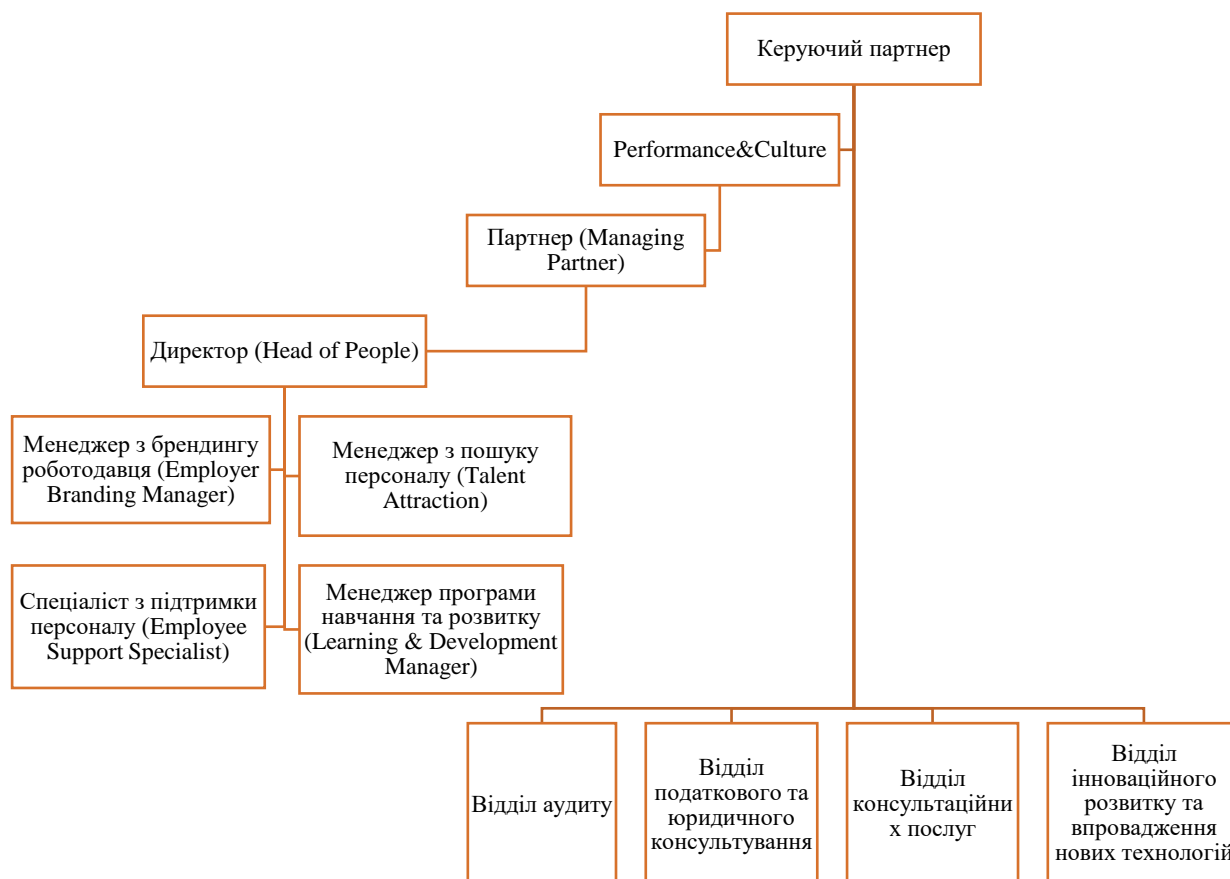 Керуючий партнер
Performance&Culture
Партнер (Managing
Partner)
Директор (Head of People)
Менеджер з брендингу
роботодавця (Employer
Branding Manager)
Менеджер з пошуку
персоналу (Talent
Attraction)
Спеціаліст з підтримки
персоналу (Employee
Support Specialist)
Менеджер програми
навчання та розвитку
(Learning & Development
Manager)
Відділ аудиту
Відділ
податкового та
юридичного
консультування
Відділ
консультаційни
х послуг
Відділ
інноваційного
розвитку та
впровадження
нових технологій